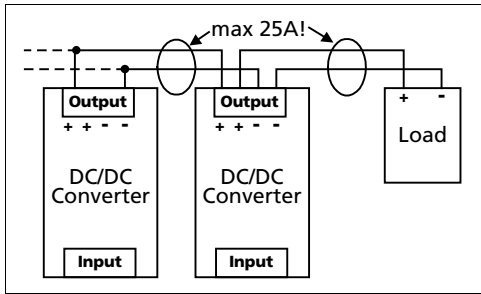 max 25A!
Output
+ + - -
DC/DC
Converter
Input
Output
+ + - -
DC/DC
Converter
Input
+ -
Load